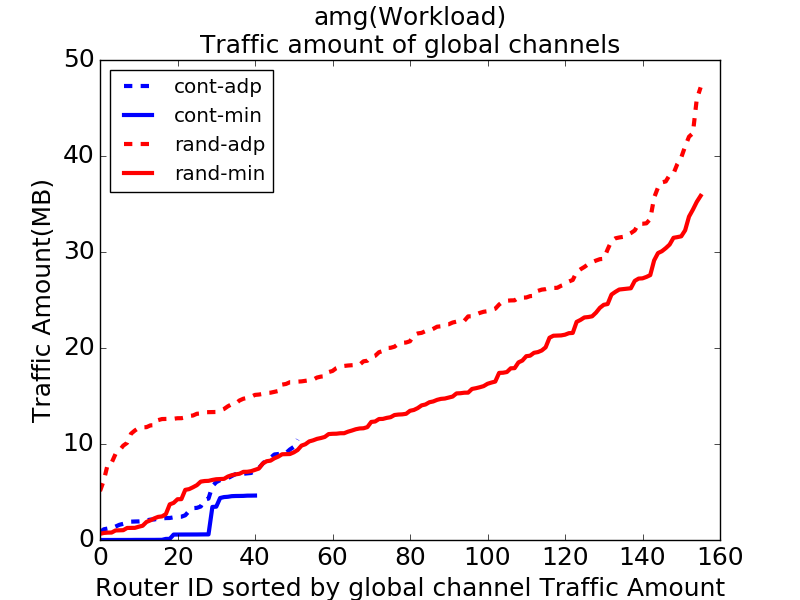 amg(Workload)
Traffic amount of global channels
50
40
30
20
10
0
Traffic Amount(MB)
cont-adp
cont-min
rand-adp
rand-min
0 20 40 60 80 100 120 140 160
Router ID sorted by global channel Traffic Amount